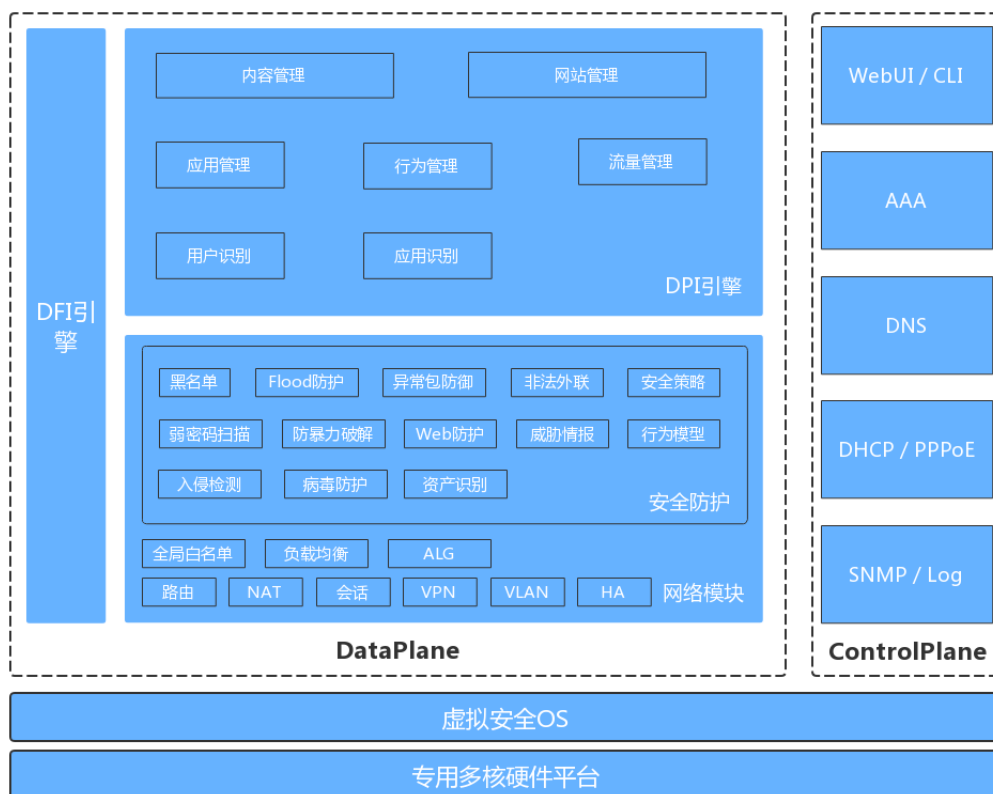 内容管理
网站管理
应用管理
行为管理
流量管理
用户识别
应用识别
DPI引擎
DFI引
擎
黑名单
Flood防护
异常包防御
非法外联
安全策略
弱密码扫描
防暴力破解
Web防护
威胁情报
行为模型
入侵检测
病毒防护
资产识别
安全防护
全局白名单
负载均衡
ALG
路由
NAT
会话
VPN
VLAN
HA
网络模块
DataPlane
WebUI / CLI
AAA
DNS
DHCP / PPPoE
SNMP / Log
ControlPlane
虚拟安全OS
专用多核硬件平台